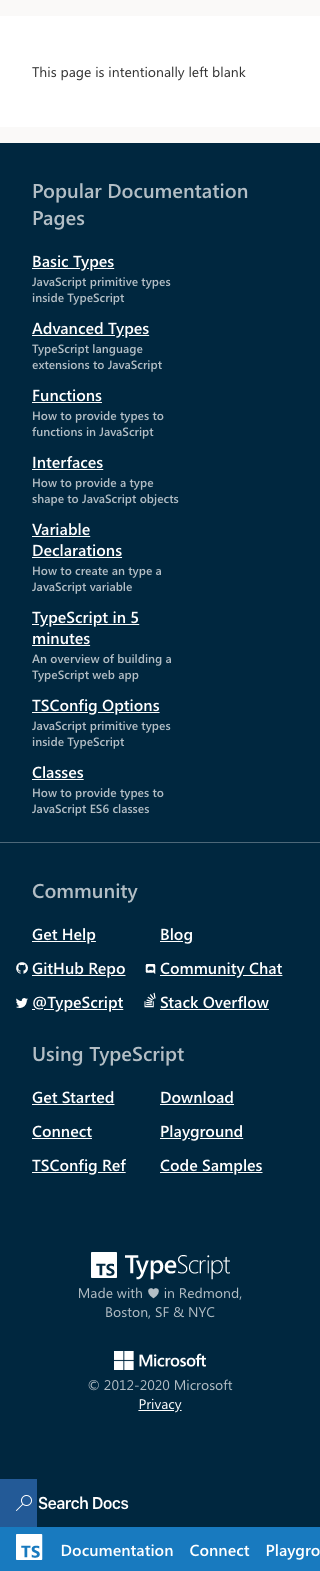 This page is intentionally left blank
Popular Documentation
Pages
Basic Types
JavaScript primitive types
inside TypeScript
Advanced Types
TypeScript language
extensions to JavaScript
Functions
How to provide types to
functions in JavaScript
Interfaces
How to provide a type
shape to JavaScript objects
Variable
Declarations
How to create an type a
JavaScript variable
TypeScript in 5
minutes
An overview of building a
TypeScript web app
TSConfig Options
JavaScript primitive types
inside TypeScript
Classes
How to provide types to
JavaScript ES6 classes
Community
Get Help Blog
GitHub Repo Community Chat
@TypeScript Stack Overflow
Using TypeScript
Get Started Download
Connect Playground
TSConfig Ref Code Samples
TS TypeScript
Made with ♥ in Redmond,
Boston, SF & NYC
Microsoft
© 2012-2020 Microsoft
Privacy
Search Docs
TS Documentation Connect Playgro